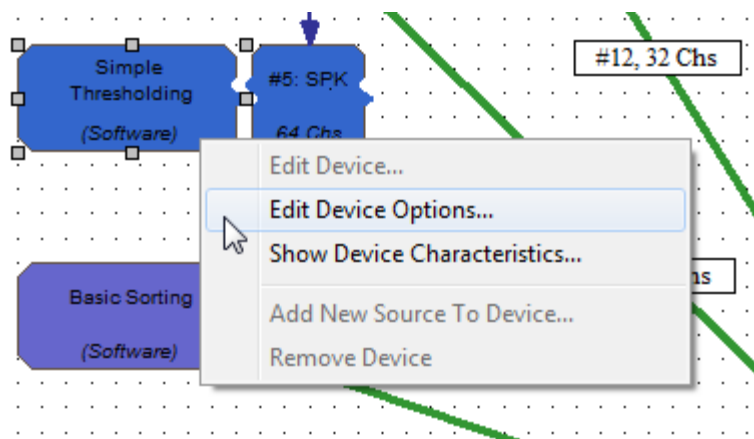 Simple
Thresholding
(Software)
#5: SPK
64 Chs
#12, 32 Chs
Edit Device...
Edit Device Options...
Show Device Characteristics...
Add New Source To Device...
Remove Device
Basic Sorting
(Software)